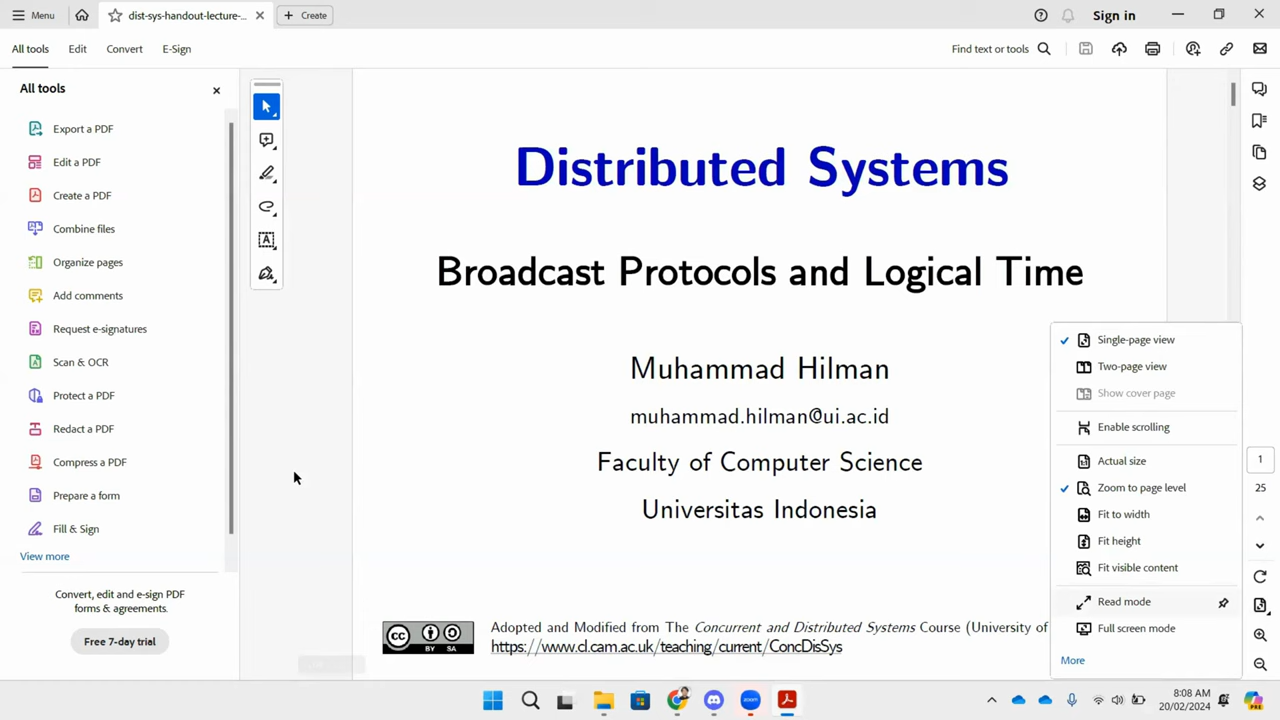 Menu
dist-sys-handout-lecture-...
Create
Sign in
All tools
Edit
Convert
E-Sign
Find text or tools
All tools
Export a PDF
Edit a PDF
Create a PDF
Combine files
Organize pages
Add comments
Request e-signatures
Scan & OCR
Protect a PDF
Redact a PDF
Compress a PDF
Prepare a form
Fill & Sign
View more
Convert, edit and e-sign PDF
forms & agreements.
Free 7-day trial
Distributed Systems
Broadcast Protocols and Logical Time
Muhammad Hilman
muhammad.hilman@ui.ac.id
Faculty of Computer Science
Universitas Indonesia
cc BY SA
Adopted and Modified from The Concurrent and Distributed Systems Course (University of
https://www.cl.cam.ac.uk/teaching/current/ConcDisSys
Single-page view
Two-page view
Show cover page
Enable scrolling
Actual size
Zoom to page level
Fit to width
Fit height
Fit visible content
Read mode
Full screen mode
More
1
25
zoom
8:08 AM
20/02/2024
PRE